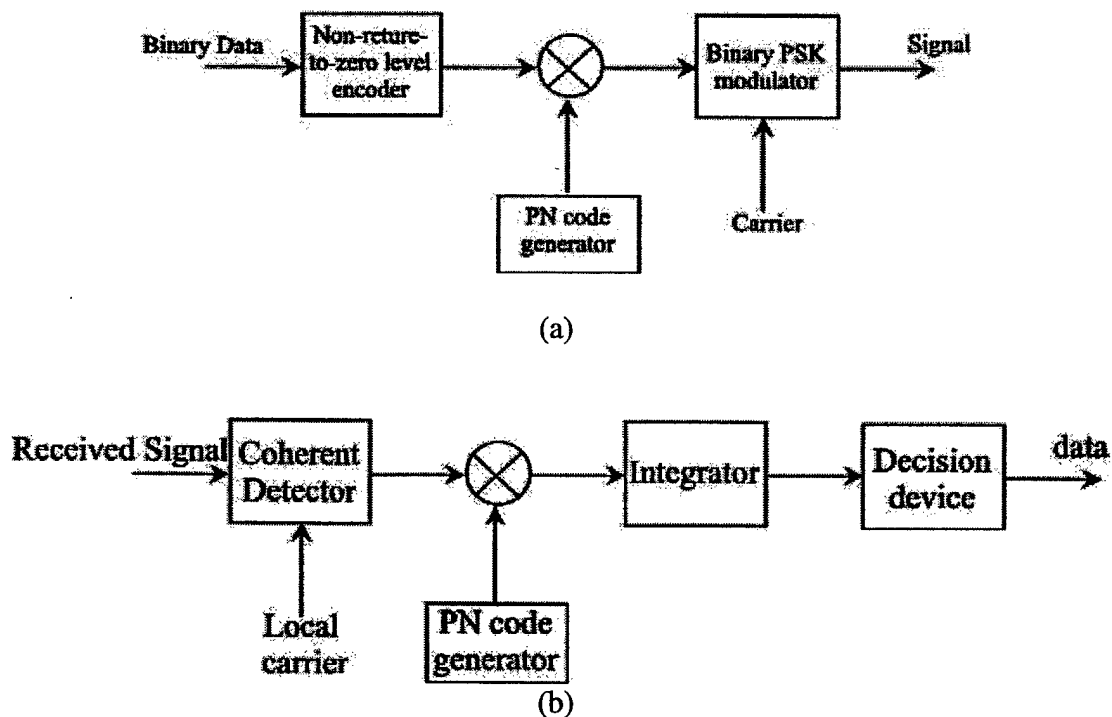 Binary Data
Non-reture-
to-zero level
encoder
Binary PSK
modulator
Signal
PN code
generator
Carrier
(a)
Received Signal
Coherent
Detector
Integrator
Decision
device
data
Local
carrier
PN code
generator
(b)